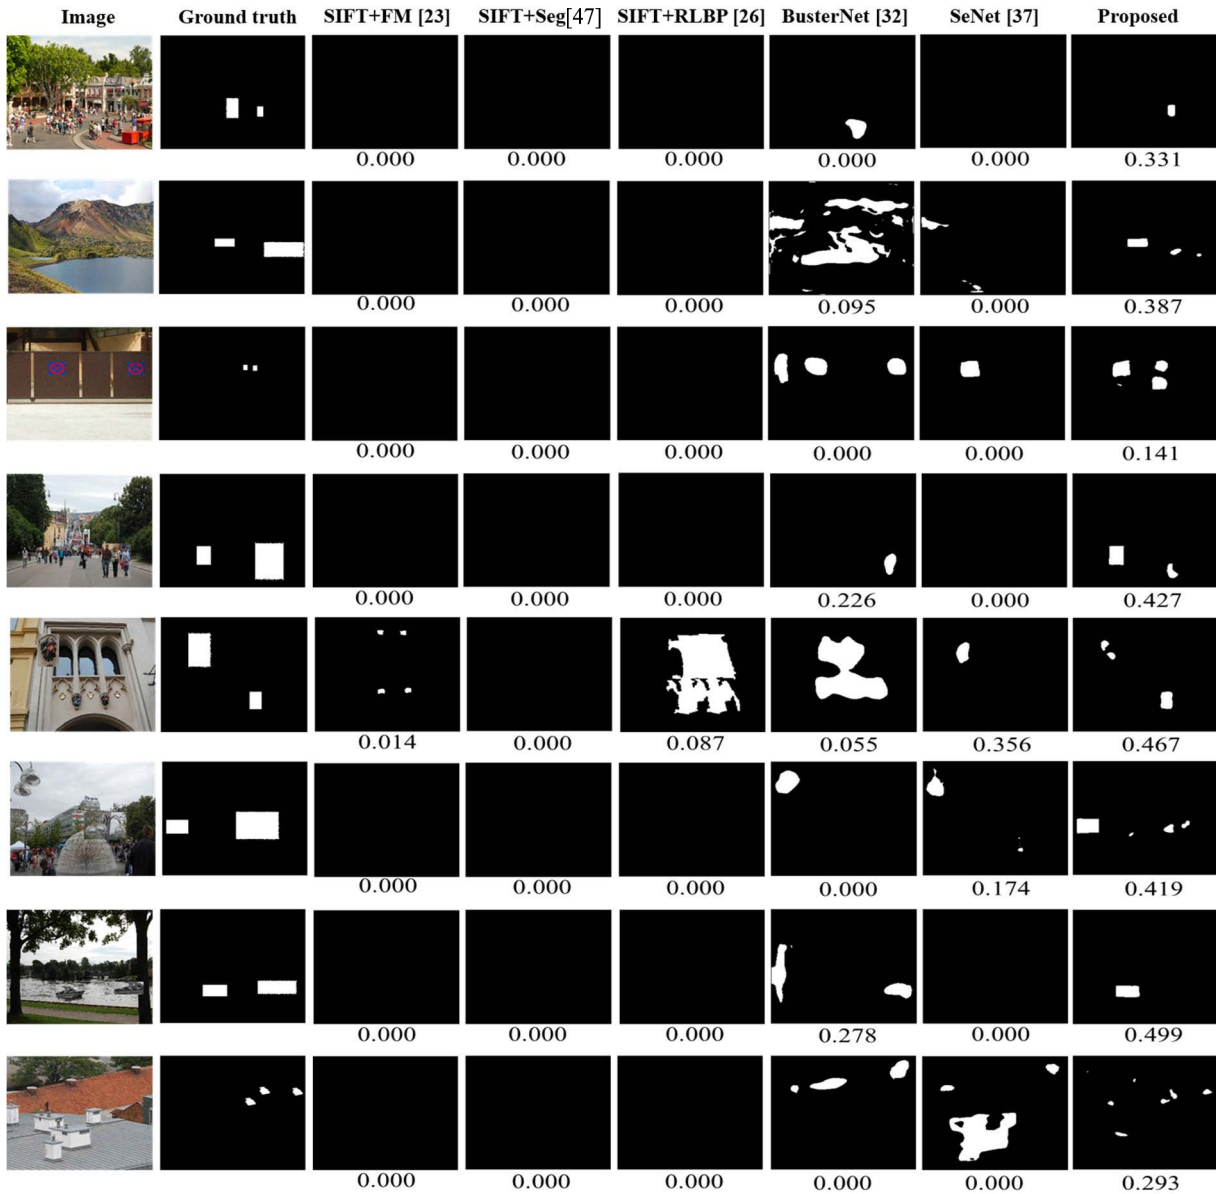 Image Ground truth SIFT+FM [23] SIFT+Seg[47] SIFT+RLBP [26] BusterNet [32] SeNet [37] Proposed
0.000 0.000 0.000 0.000 0.000 0.331
0.000 0.000 0.000 0.095 0.000 0.387
0.000 0.000 0.000 0.000 0.000 0.141
0.000 0.000 0.000 0.226 0.000 0.427
0.014 0.000 0.087 0.055 0.356 0.467
0.000 0.000 0.000 0.000 0.174 0.419
0.000 0.000 0.000 0.278 0.000 0.499
0.000 0.000 0.000 0.000 0.000 0.293